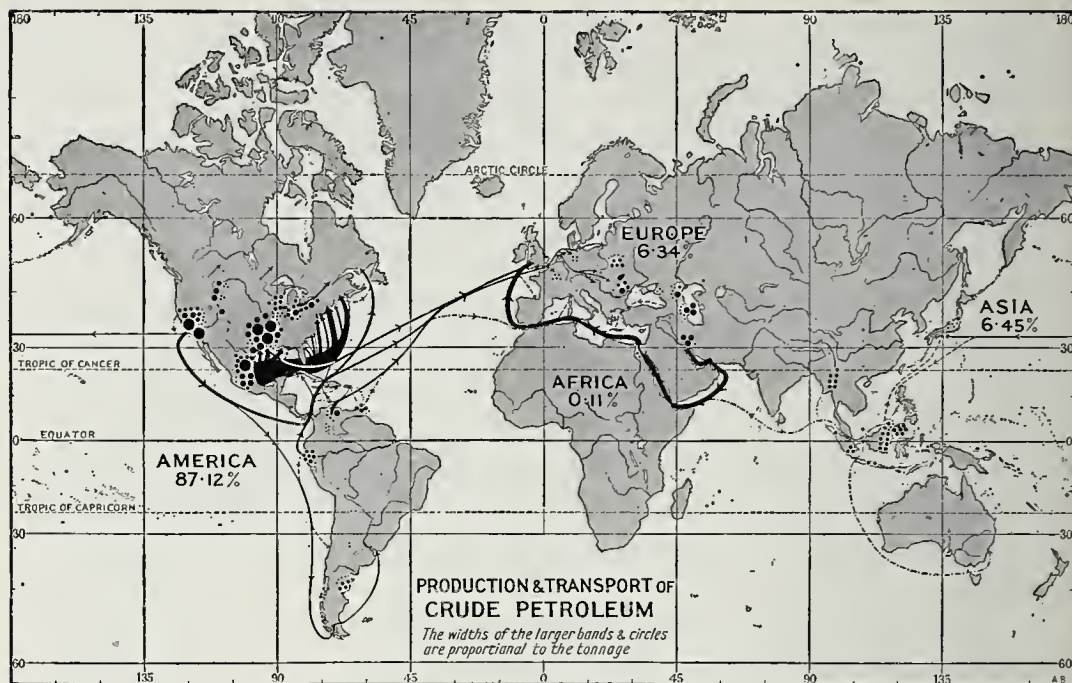 180 135 90 45 0 45 90 135 180
ARCTIC CIRCLE
60 60
EUROPE
6·34
ASIA
6·45%
30 30
TROPIC OF CANCER
AFRICA
0·11%
EQUATOR
0 0
AMERICA
87·12%
TROPIC OF CAPRICORN
30 30
PRODUCTION & TRANSPORT OF
CRUDE PETROLEUM
The widths of the larger bands & circles
are proportional to the tonnage
60 60
135 90 45 0 45 90 135
A.B.